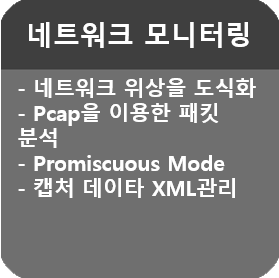 네트워크 모니터링
- 네트워크 위상을 도식화
- Pcap을 이용한 패킷
분석
- Promiscuous Mode
- 캡처 데이타 XML관리